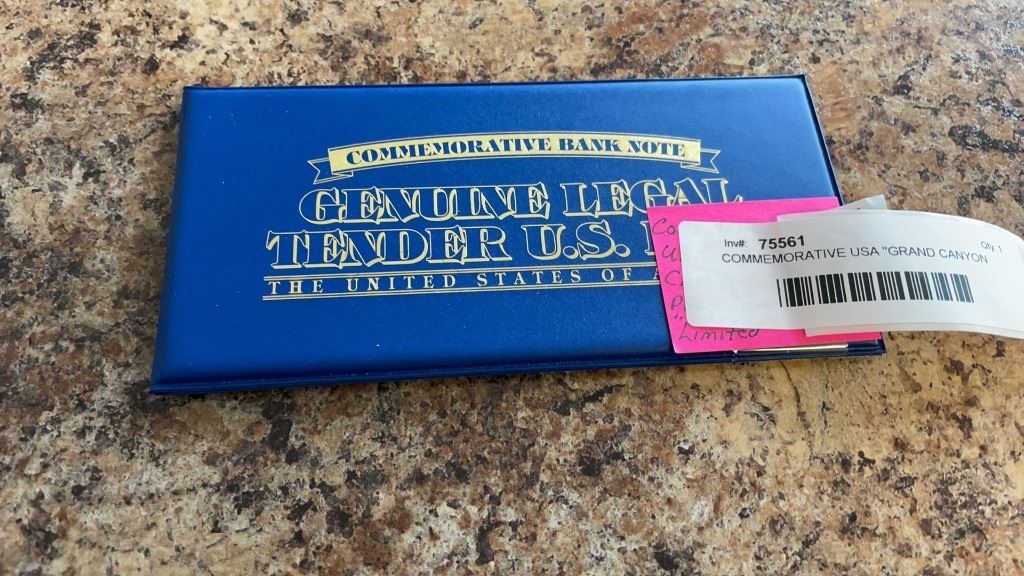 COMMEMORATIVE BANK NOTE
GENUINE LEGAL
TENDER U.S.
THE UNITED STATES OF
Inv#: 75561
Qty: 1
COMMEMORATIVE USA "GRAND CANYON
Co
Limited